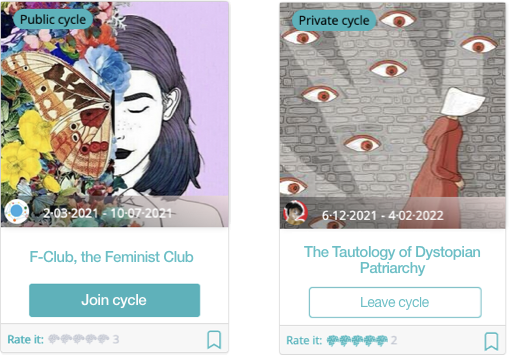 Public cycle
2·03·2021 - 10·07·2021
F-Club, the Feminist Club
Join cycle
Rate it: 3
Private cycle
6·12·2021 - 4·02·2022
The Tautology of Dystopian
Patriarchy
Leave cycle
Rate it: 2